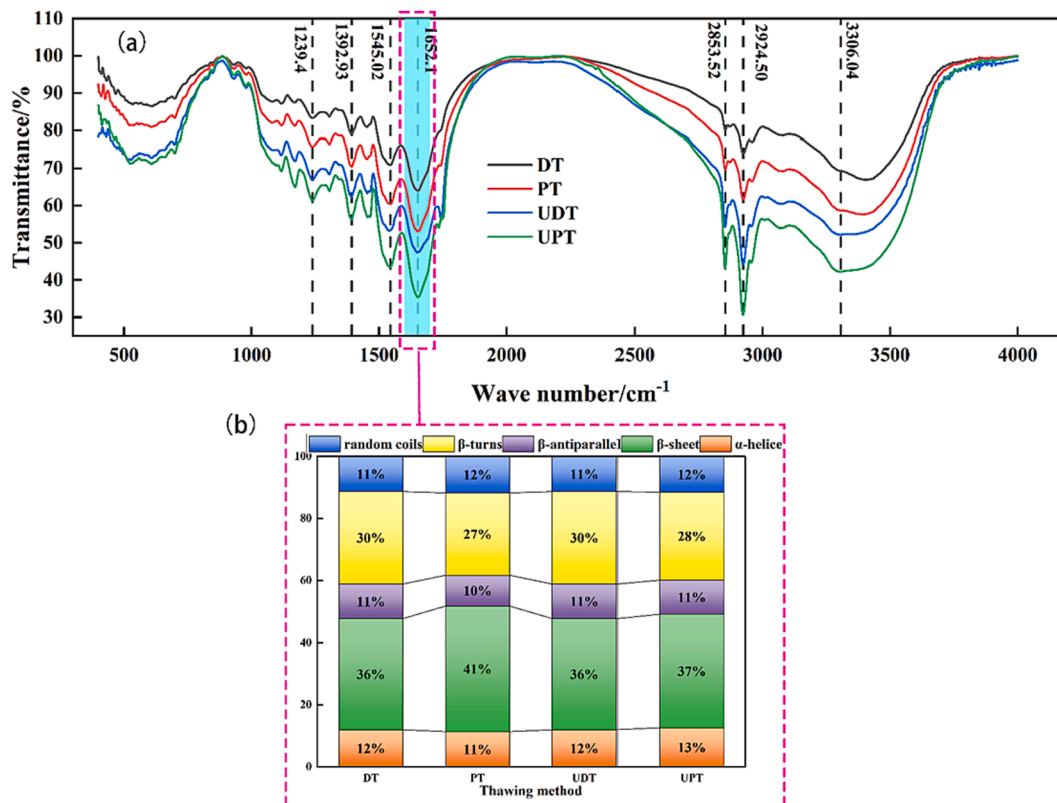 (a)
1239.4
1392.93
1545.02
1652.1
2853.52
2924.50
3306.04
110
100
90
80
70
60
50
40
30
Transmittance/%
DT
PT
UDT
UPT
500
1000
1500
2000
2500
3000
3500
4000
Wave number/cm⁻¹
(b)
random coils β-turns β-antiparallel β-sheet α-helice
100
80
60
40
20
0
11% 12% 11% 12%
30% 27% 30% 28%
11% 10% 11% 11%
36% 41% 36% 37%
12% 11% 12% 13%
DT PT UDT UPT
Thawing method